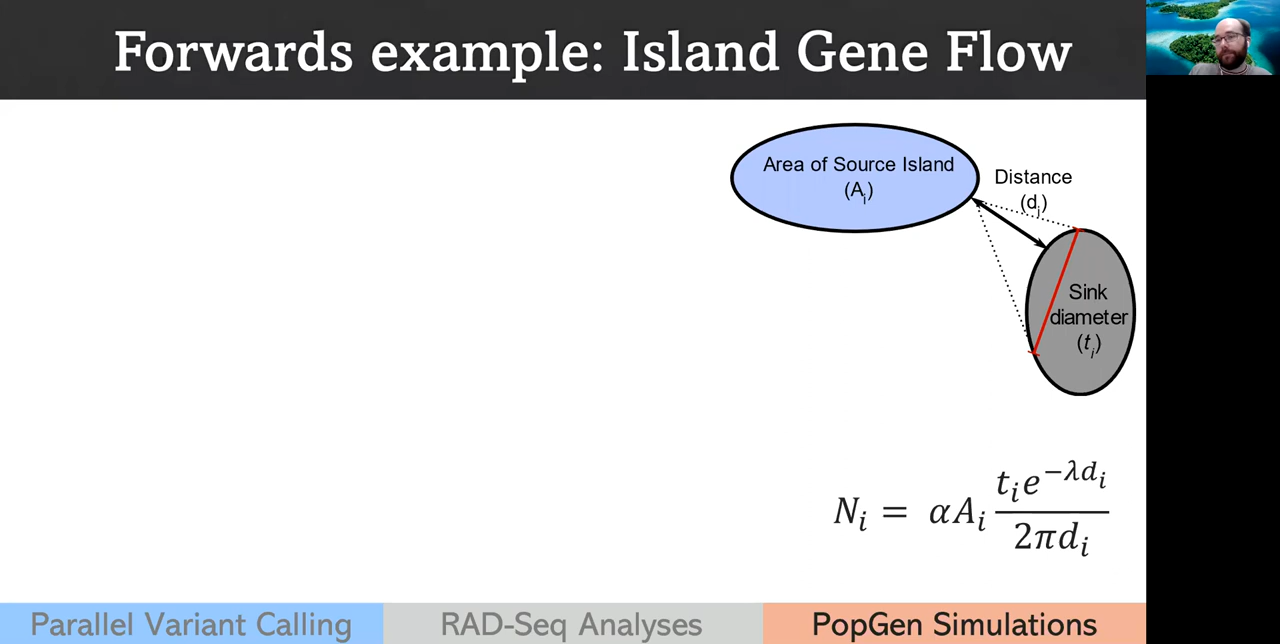 Forwards example: Island Gene Flow
Area of Source Island
(Aᵢ)
Distance
(dᵢ)
Sink
diameter
(tᵢ)
Nᵢ = αAᵢ tᵢe^−λdᵢ / 2πdᵢ
Parallel Variant Calling
RAD-Seq Analyses
PopGen Simulations